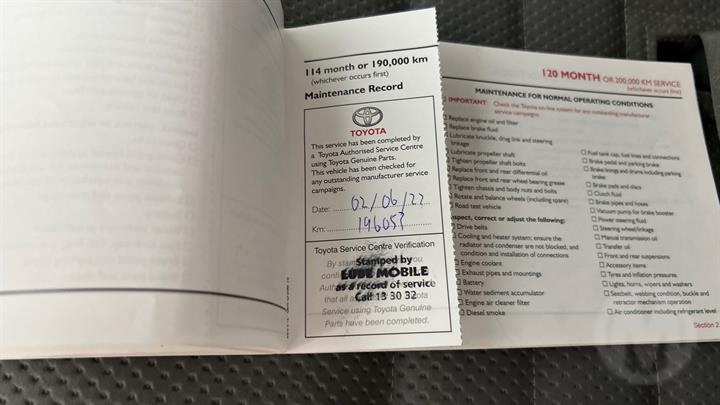 114 month or 190,000 km
(whichever occurs first)
Maintenance Record
TOYOTA
This service has been completed by
a Toyota Authorised Service Centre
using Toyota Genuine Parts.
This vehicle has been checked for
any outstanding manufacturer service
campaigns.
Date: 02/06/22
Km: 196057
Toyota Service Centre Verification
By
Stamped by
LUBE MOBILE
as a record of service
Call 13 30 32
Service using Toyota Genuine
Parts have been completed.
120 MONTH OR 200,000 KM SERVICE
(whichever occurs first)
MAINTENANCE FOR NORMAL OPERATING CONDITIONS
IMPORTANT: Check the Toyota on-line system for any outstanding manufacturer
service campaigns.
Replace engine oil and filter
Replace brake fluid
Lubricate knuckle, drag link and steering
linkage
Lubricate propeller shaft
Tighten propeller shaft bolts
Replace front and rear differential oil
Replace front and rear wheel bearing grease
Tighten chassis and body nuts and bolts
Rotate and balance wheels (including spare)
Road test vehicle
Inspect, correct or adjust the following:
Drive belts
Cooling and heater system; ensure the
radiator and condenser are not blocked, and
condition and installation of connections
Engine coolant
Exhaust pipes and mountings
Battery
Water sediment accumulator
Engine air cleaner filter
Diesel smoke
Fuel tank cap, fuel lines and connections
Brake pedal and parking brake
Brake linings and drums including parking
brake
Brake pads and discs
Clutch fluid
Brake pipes and hoses
Vacuum pump for brake booster
Power steering fluid
Steering wheel/linkage
Manual transmission oil
Transfer oil
Front and rear suspensions
Accessory items
Tyres and inflation pressures
Lights, horns, wipers and washers
Seatbelt, webbing condition, buckle and
retractor mechanism operation
Air conditioner including refrigerant level
Section 2